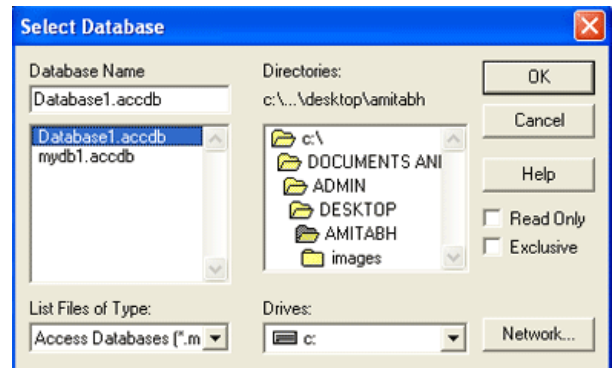 Select Database
Database Name
Database1.accdb
Database1.accdb
mydb1.accdb
List Files of Type:
Access Databases (*.m
Directories:
c:\...\desktop\amitabh
c:\
DOCUMENTS ANI
ADMIN
DESKTOP
AMITABH
images
Drives:
c:
OK
Cancel
Help
Read Only
Exclusive
Network...